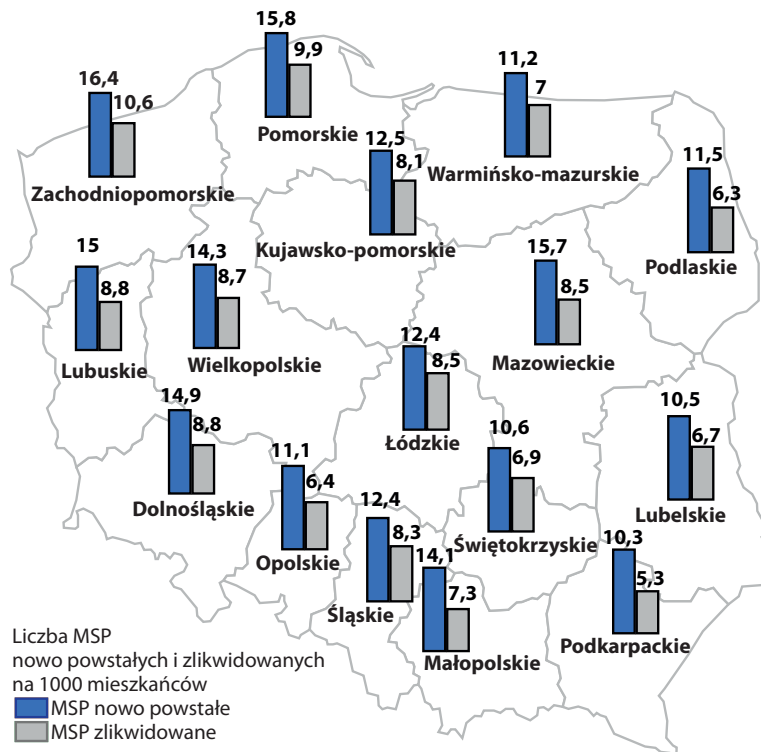 15,8
9,9
Pomorskie
16,4
10,6
Zachodniopomorskie
11,2
7
Warmińsko-mazurskie
12,5
8,1
Kujawsko-pomorskie
11,5
6,3
Podlaskie
15
8,8
Lubuskie
14,3
8,7
Wielkopolskie
15,7
8,5
Mazowieckie
12,4
8,5
Łódzkie
14,9
8,8
Dolnośląskie
10,5
6,7
Lubelskie
10,6
6,9
Świętokrzyskie
11,1
6,4
Opolskie
12,4
8,3
Śląskie
14,1
7,3
Małopolskie
10,3
5,3
Podkarpackie
Liczba MSP
nowo powstałych i zlikwidowanych
na 1000 mieszkańców
MSP nowo powstałe
MSP zlikwidowane